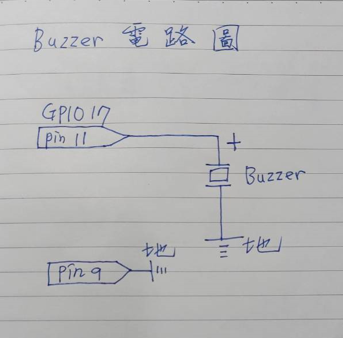 Buzzer 電路圖
GPIO 17
pin 11
+
Buzzer
地
地
pin 9